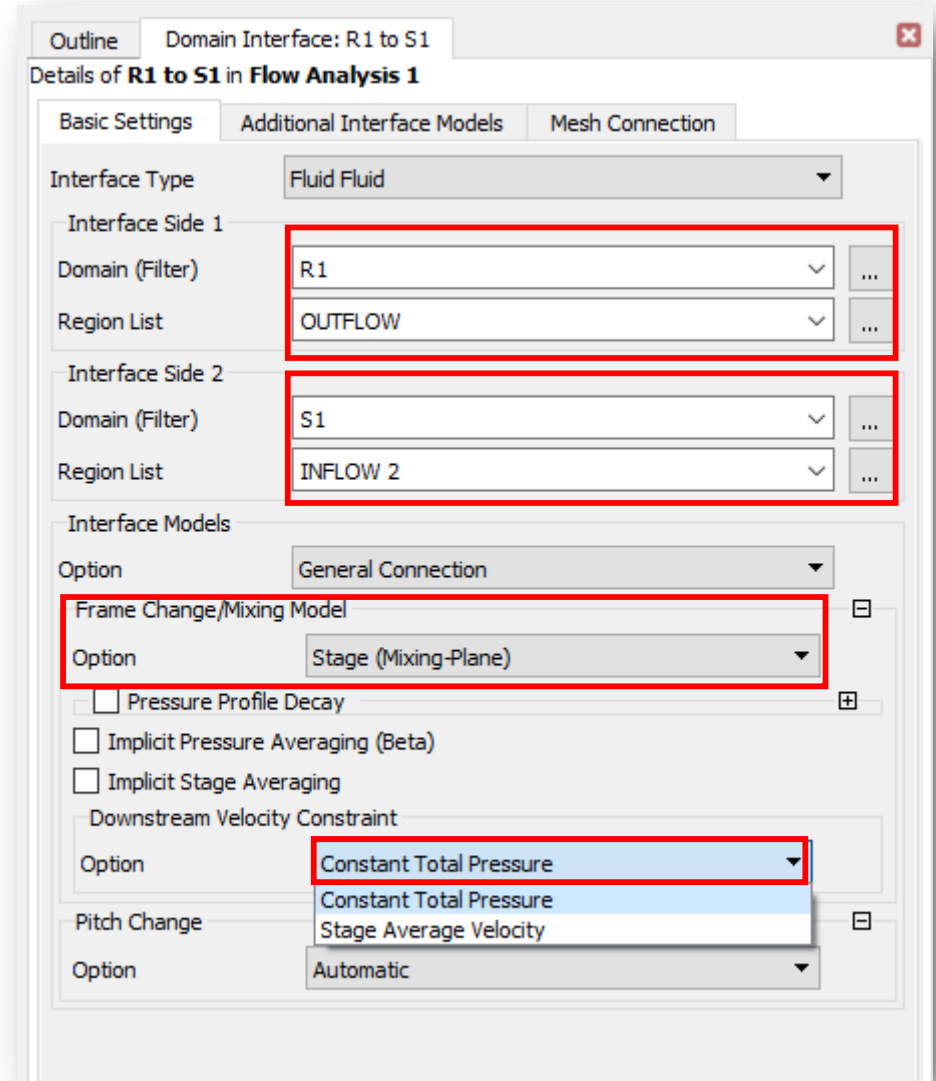 Outline Domain Interface: R1 to S1
Details of R1 to S1 in Flow Analysis 1
Basic Settings Additional Interface Models Mesh Connection
Interface Type Fluid Fluid
Interface Side 1
Domain (Filter) R1 ...
Region List OUTFLOW ...
Interface Side 2
Domain (Filter) S1 ...
Region List INFLOW 2 ...
Interface Models
Option General Connection
Frame Change/Mixing Model
Option Stage (Mixing-Plane)
Pressure Profile Decay
Implicit Pressure Averaging (Beta)
Implicit Stage Averaging
Downstream Velocity Constraint
Option Constant Total Pressure
Constant Total Pressure
Stage Average Velocity
Pitch Change
Option Automatic